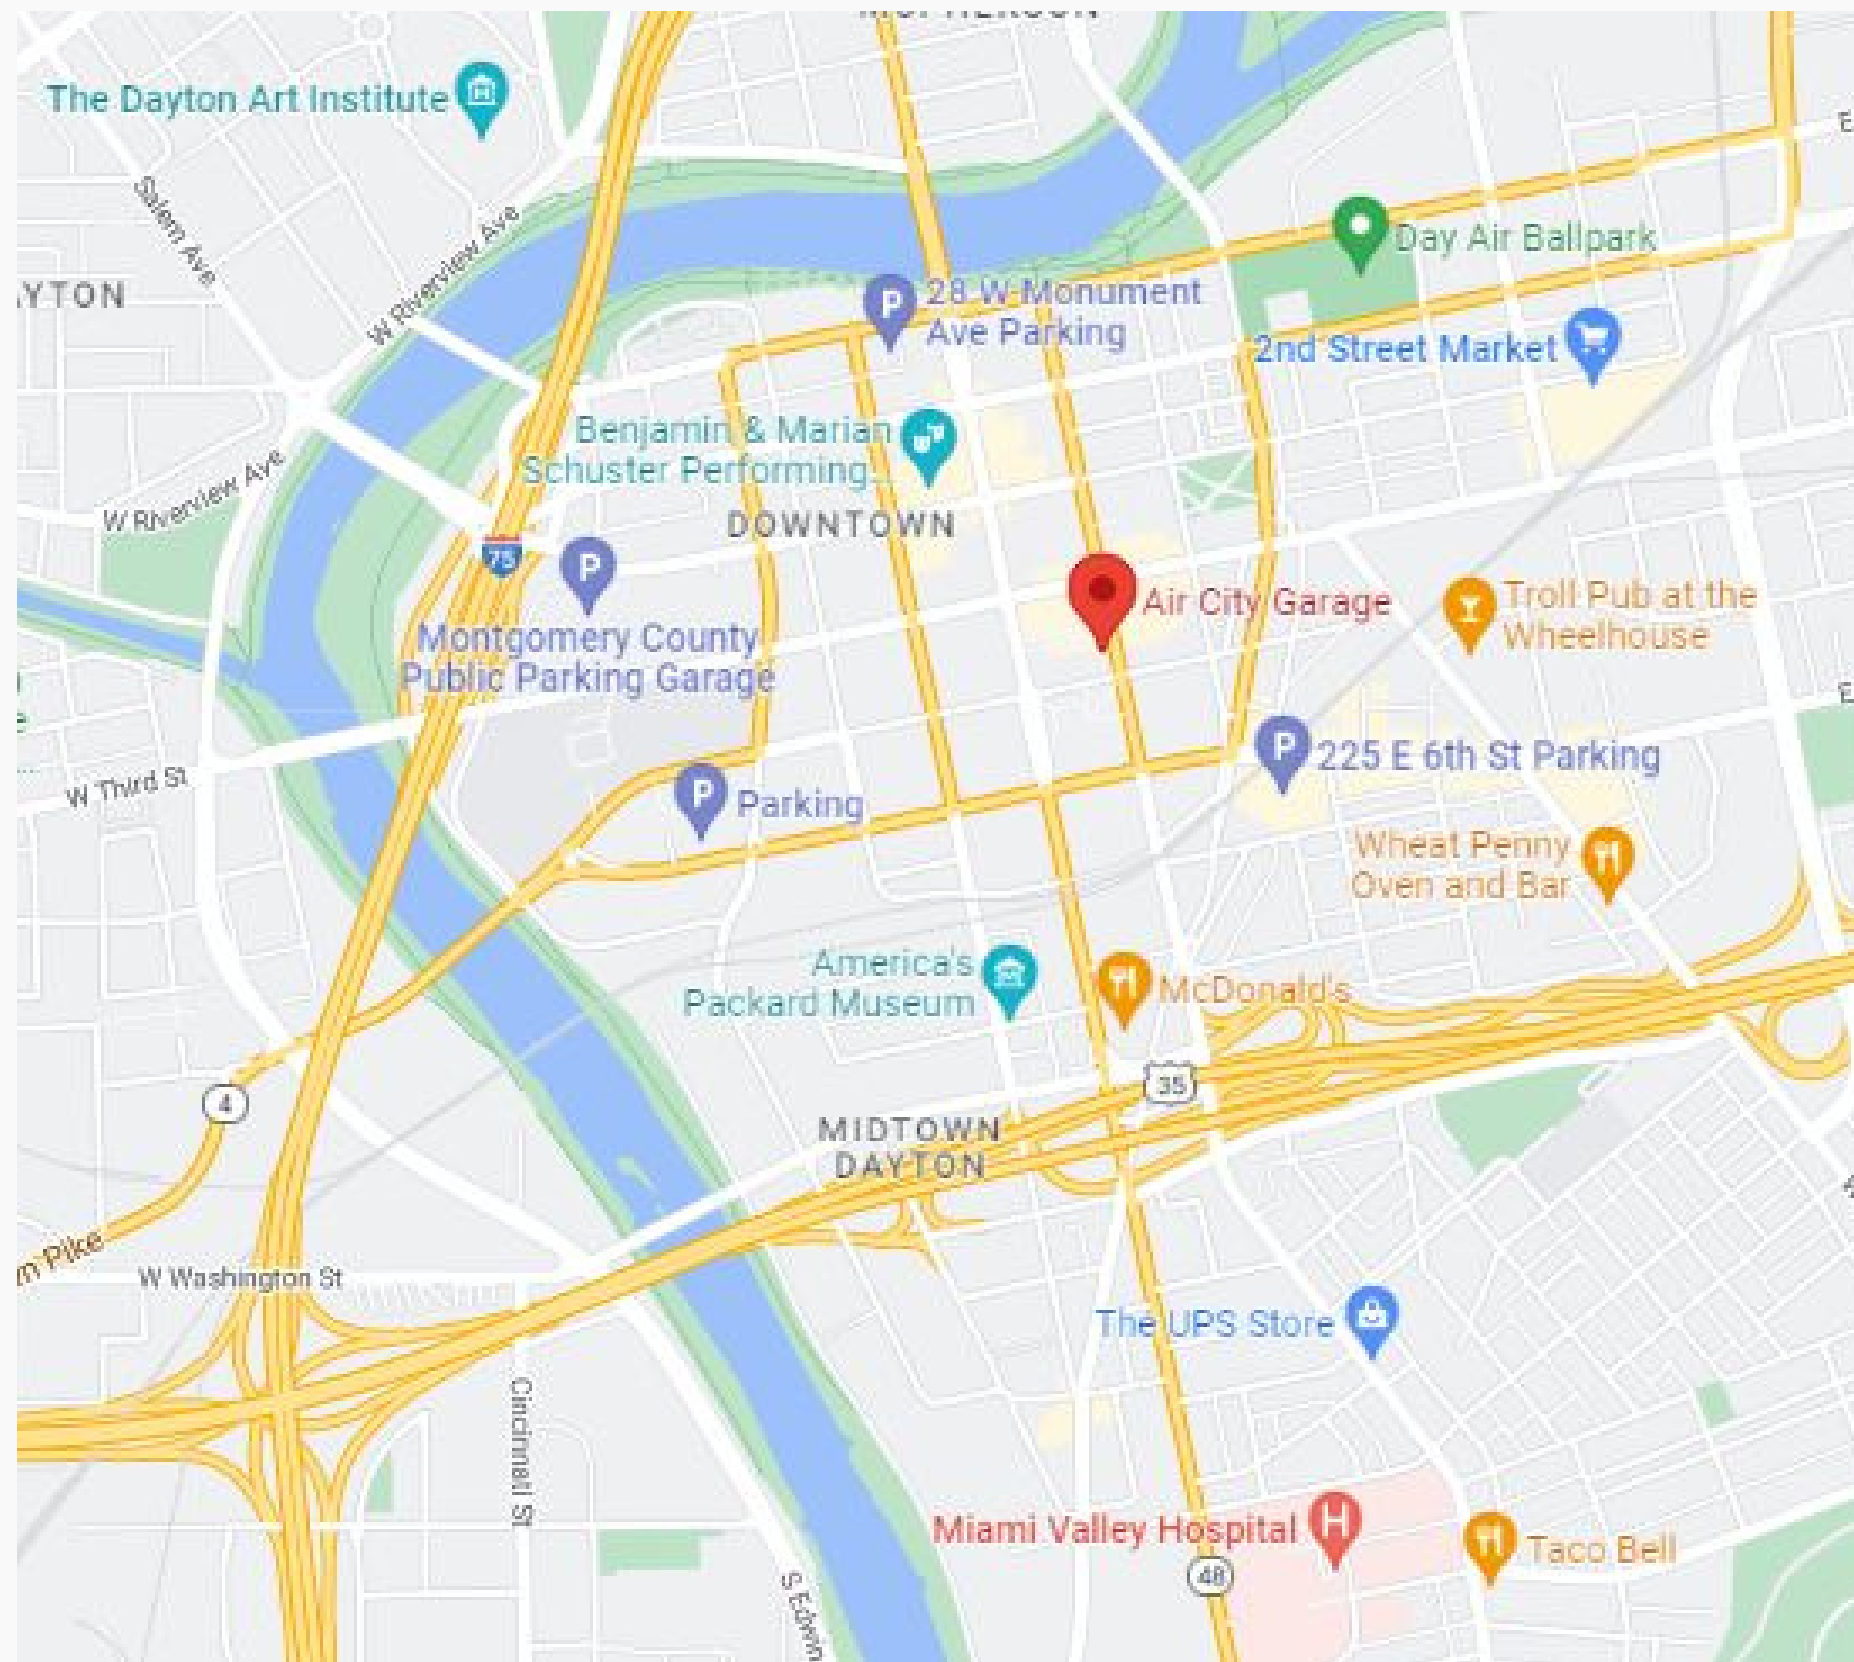 The Dayton Art Institute
Salem Ave
W Riverview Ave
YTON
Day Air Ballpark
28 W Monument
Ave Parking
2nd Street Market
Benjamin & Marian
Schuster Performing...
W Riverview Ave
DOWNTOWN
75
Montgomery County
Public Parking Garage
Air City Garage
Troll Pub at the
Wheelhouse
W Third St
225 E 6th St Parking
Parking
Wheat Penny
Oven and Bar
America's
Packard Museum
McDonald's
35
4
MIDTOWN
DAYTON
n Pike
W Washington St
The UPS Store
Cincinnati St
Miami Valley Hospital
Taco Bell
48
S Edwin